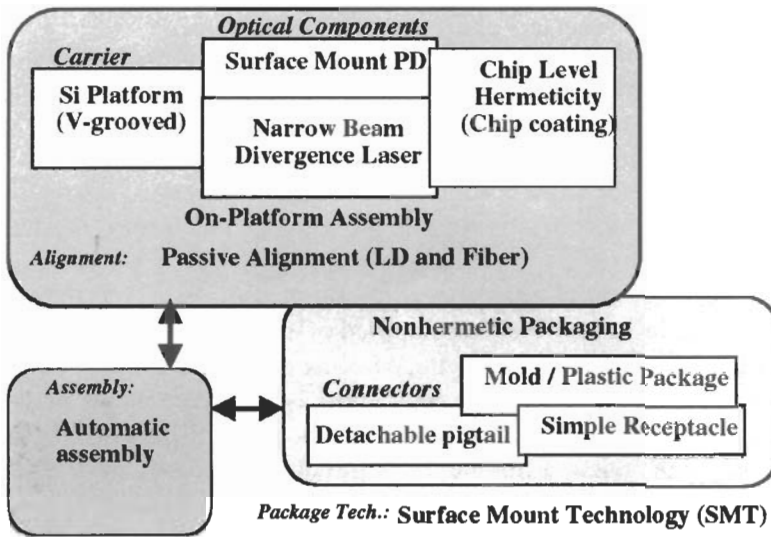 Optical Components
Carrier
Surface Mount PD
Si Platform
(V-grooved)
Narrow Beam
Divergence Laser
Chip Level
Hermeticity
(Chip coating)
On-Platform Assembly
Alignment: Passive Alignment (LD and Fiber)
Nonhermetic Packaging
Mold / Plastic Package
Connectors
Detachable pigtail
Simple Receptacle
Assembly:
Automatic
assembly
Package Tech.: Surface Mount Technology (SMT)